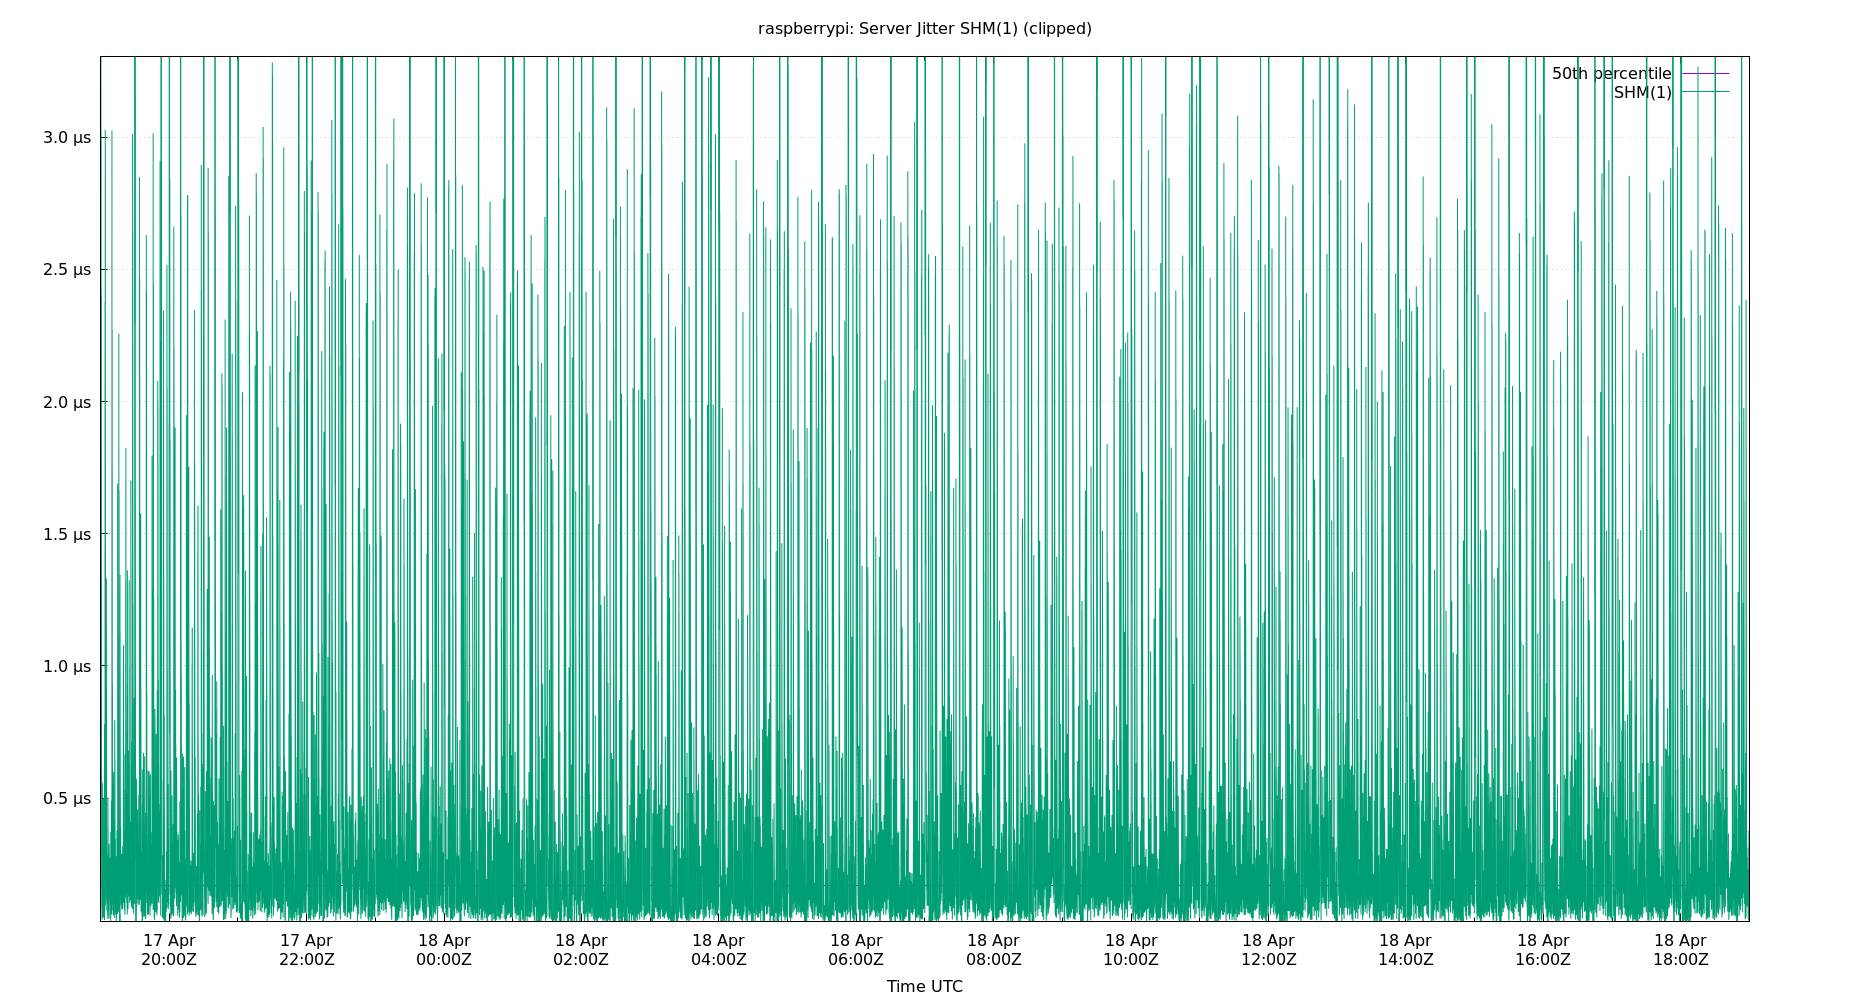 raspberrypi: Server Jitter SHM(1) (clipped)
50th percentile
SHM(1)
3.0 µs
2.5 µs
2.0 µs
1.5 µs
1.0 µs
0.5 µs
17 Apr 17 Apr 18 Apr 18 Apr 18 Apr 18 Apr 18 Apr 18 Apr 18 Apr 18 Apr 18 Apr 18 Apr
20:00Z 22:00Z 00:00Z 02:00Z 04:00Z 06:00Z 08:00Z 10:00Z 12:00Z 14:00Z 16:00Z 18:00Z
Time UTC